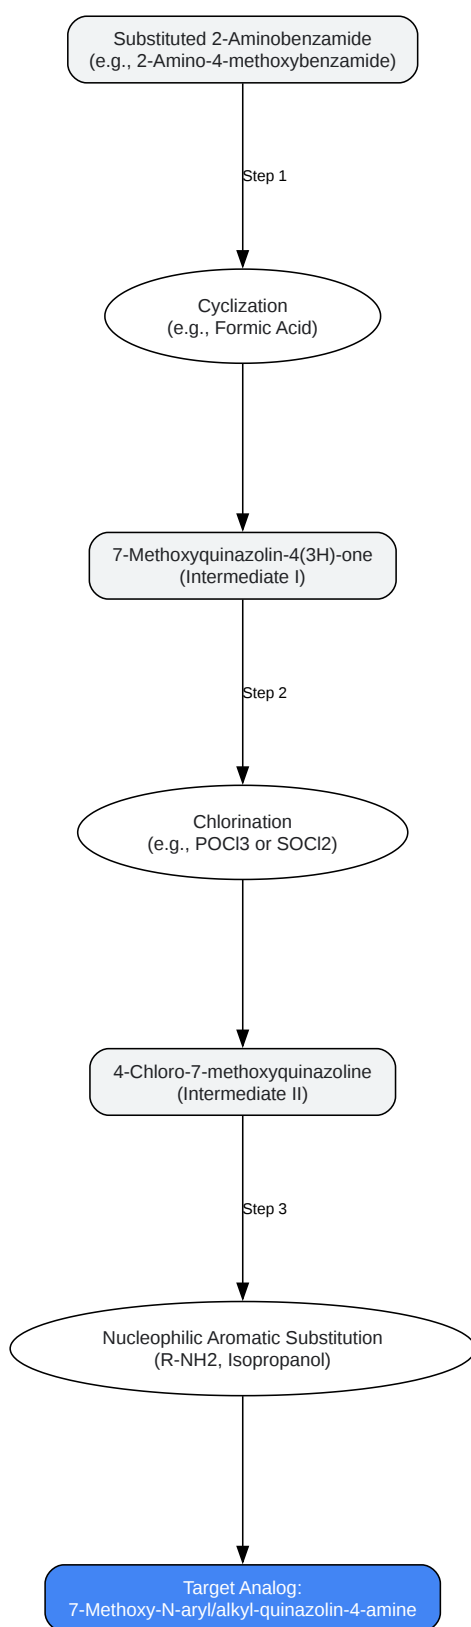 Substituted 2-Aminobenzamide
(e.g., 2-Amino-4-methoxybenzamide)
Step 1
Cyclization
(e.g., Formic Acid)
7-Methoxyquinazolin-4(3H)-one
(Intermediate I)
Step 2
Chlorination
(e.g., POCl3 or SOCl2)
4-Chloro-7-methoxyquinazoline
(Intermediate II)
Step 3
Nucleophilic Aromatic Substitution
(R-NH2, Isopropanol)
Target Analog:
7-Methoxy-N-aryl/alkyl-quinazolin-4-amine